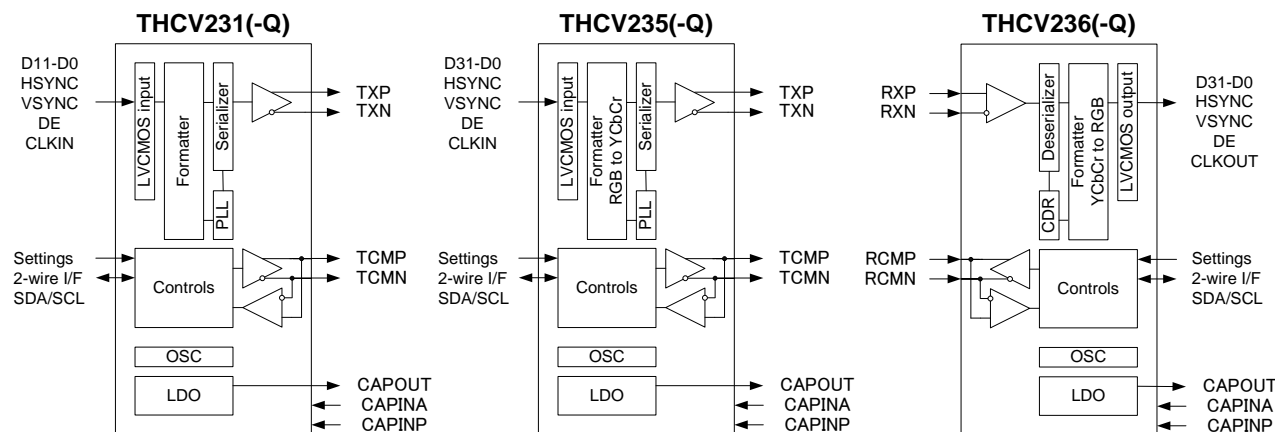 THCV231(-Q)
D11-D0
HSYNC
VSYNC
DE
CLKIN
LVCMOS input
Formatter
Serializer
PLL
TXP
TXN
Settings
2-wire I/F
SDA/SCL
Controls
TCMP
TCMN
OSC
LDO
CAPOUT
CAPINA
CAPINP
THCV235(-Q)
D31-D0
HSYNC
VSYNC
DE
CLKIN
LVCMOS input
Formatter
RGB to YCbCr
Serializer
PLL
TXP
TXN
Settings
2-wire I/F
SDA/SCL
Controls
TCMP
TCMN
OSC
LDO
CAPOUT
CAPINA
CAPINP
THCV236(-Q)
RXP
RXN
Deserializer
CDR
Formatter
YCbCr to RGB
LVCMOS output
D31-D0
HSYNC
VSYNC
DE
CLKOUT
RCMP
RCMN
Controls
Settings
2-wire I/F
SDA/SCL
OSC
LDO
CAPOUT
CAPINA
CAPINP